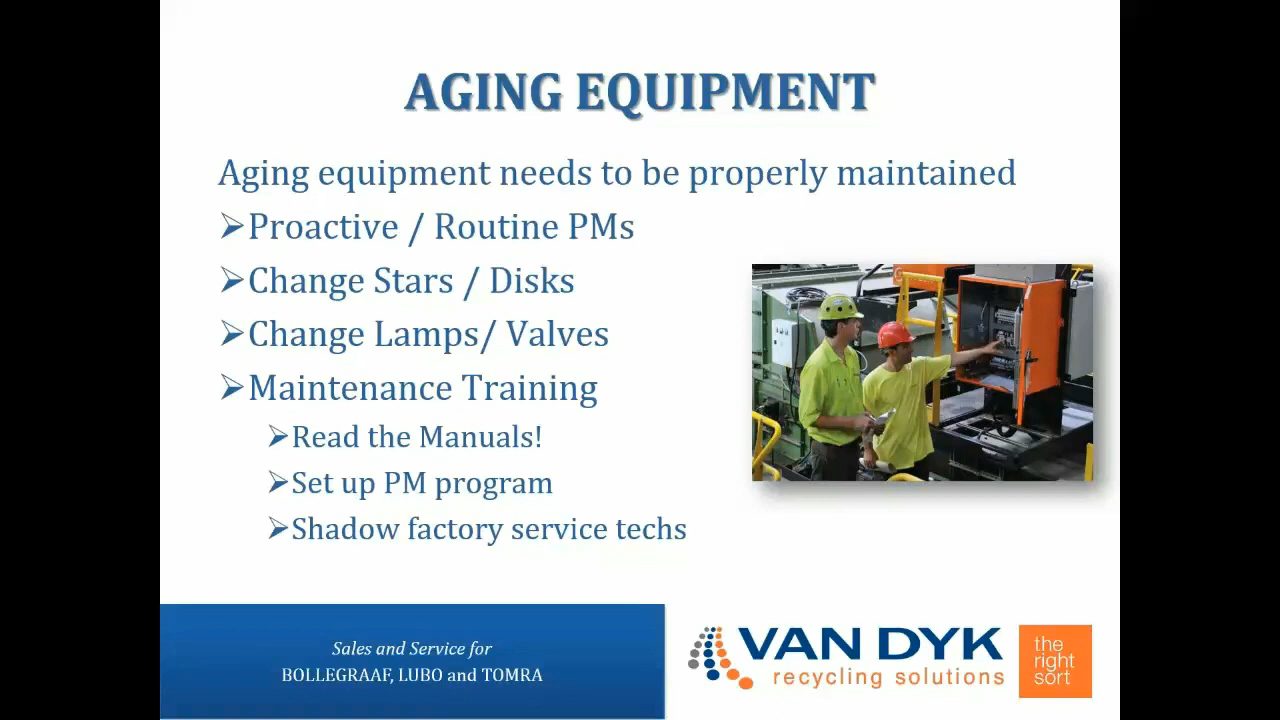 AGING EQUIPMENT
Aging equipment needs to be properly maintained
Proactive / Routine PMs
Change Stars / Disks
Change Lamps/ Valves
Maintenance Training
Read the Manuals!
Set up PM program
Shadow factory service techs
Sales and Service for
BOLLEGRAAF, LUBO and TOMRA
VAN DYK
recycling solutions
the
right
sort